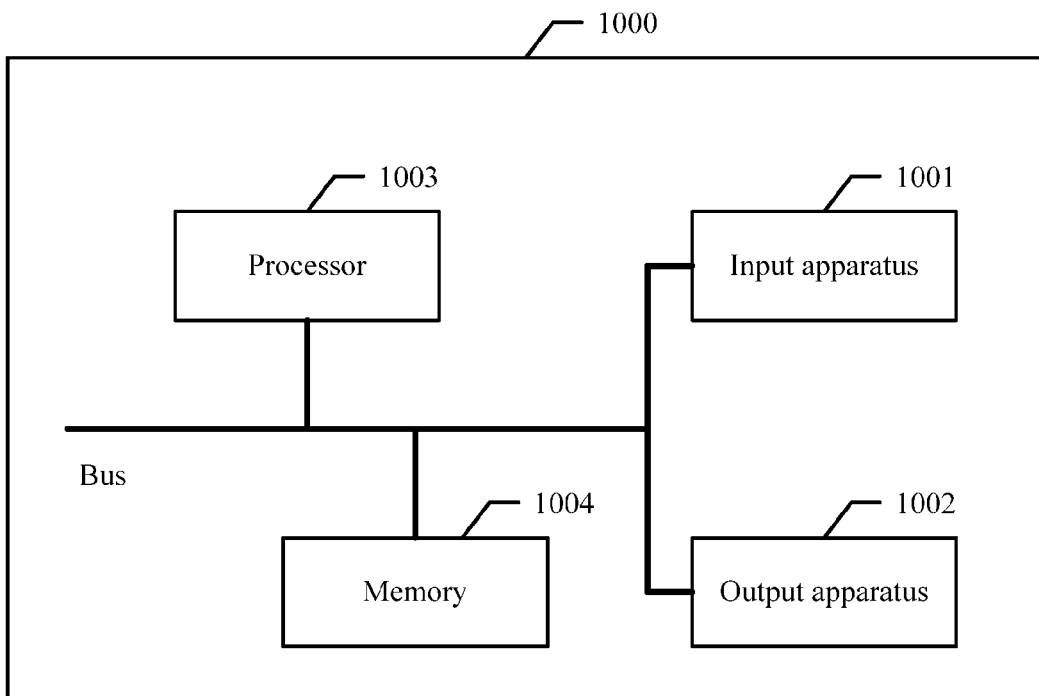 1000
1003
1001
Processor
Input apparatus
Bus
1004
1002
Memory
Output apparatus